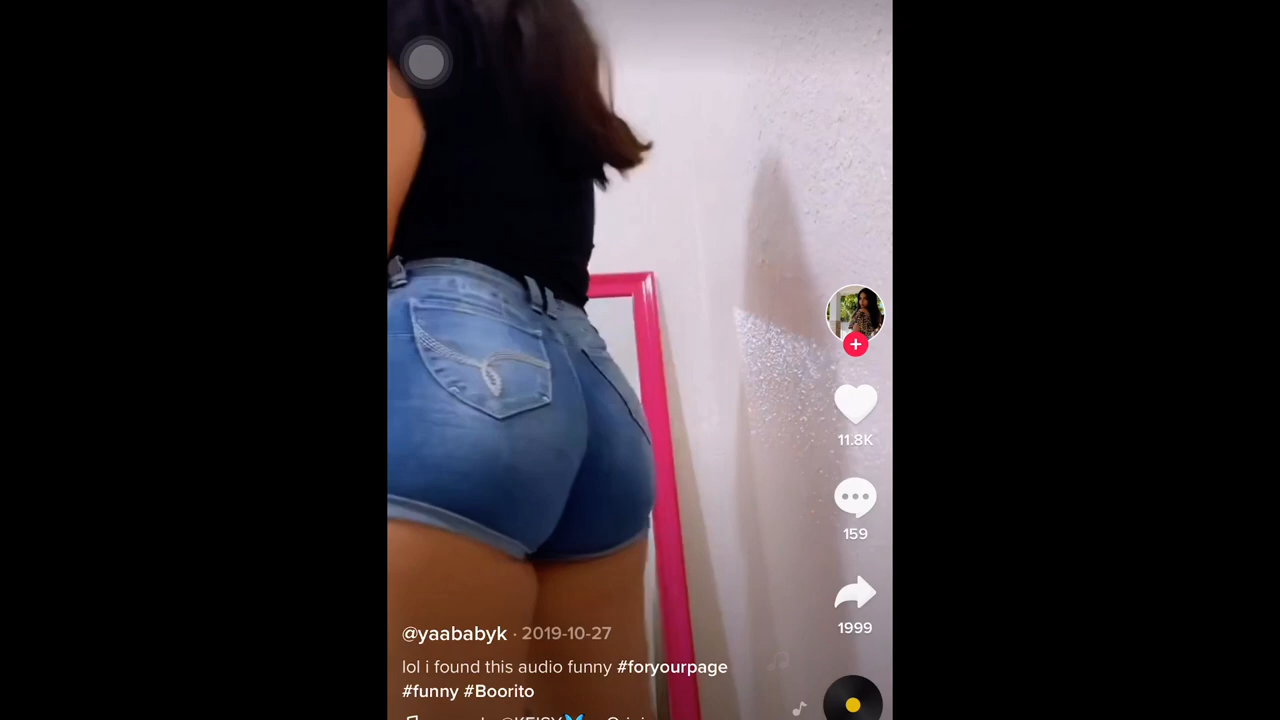 11.8K
159
1999
@yaababyk · 2019-10-27
lol i found this audio funny #foryourpage
#funny #Boorito